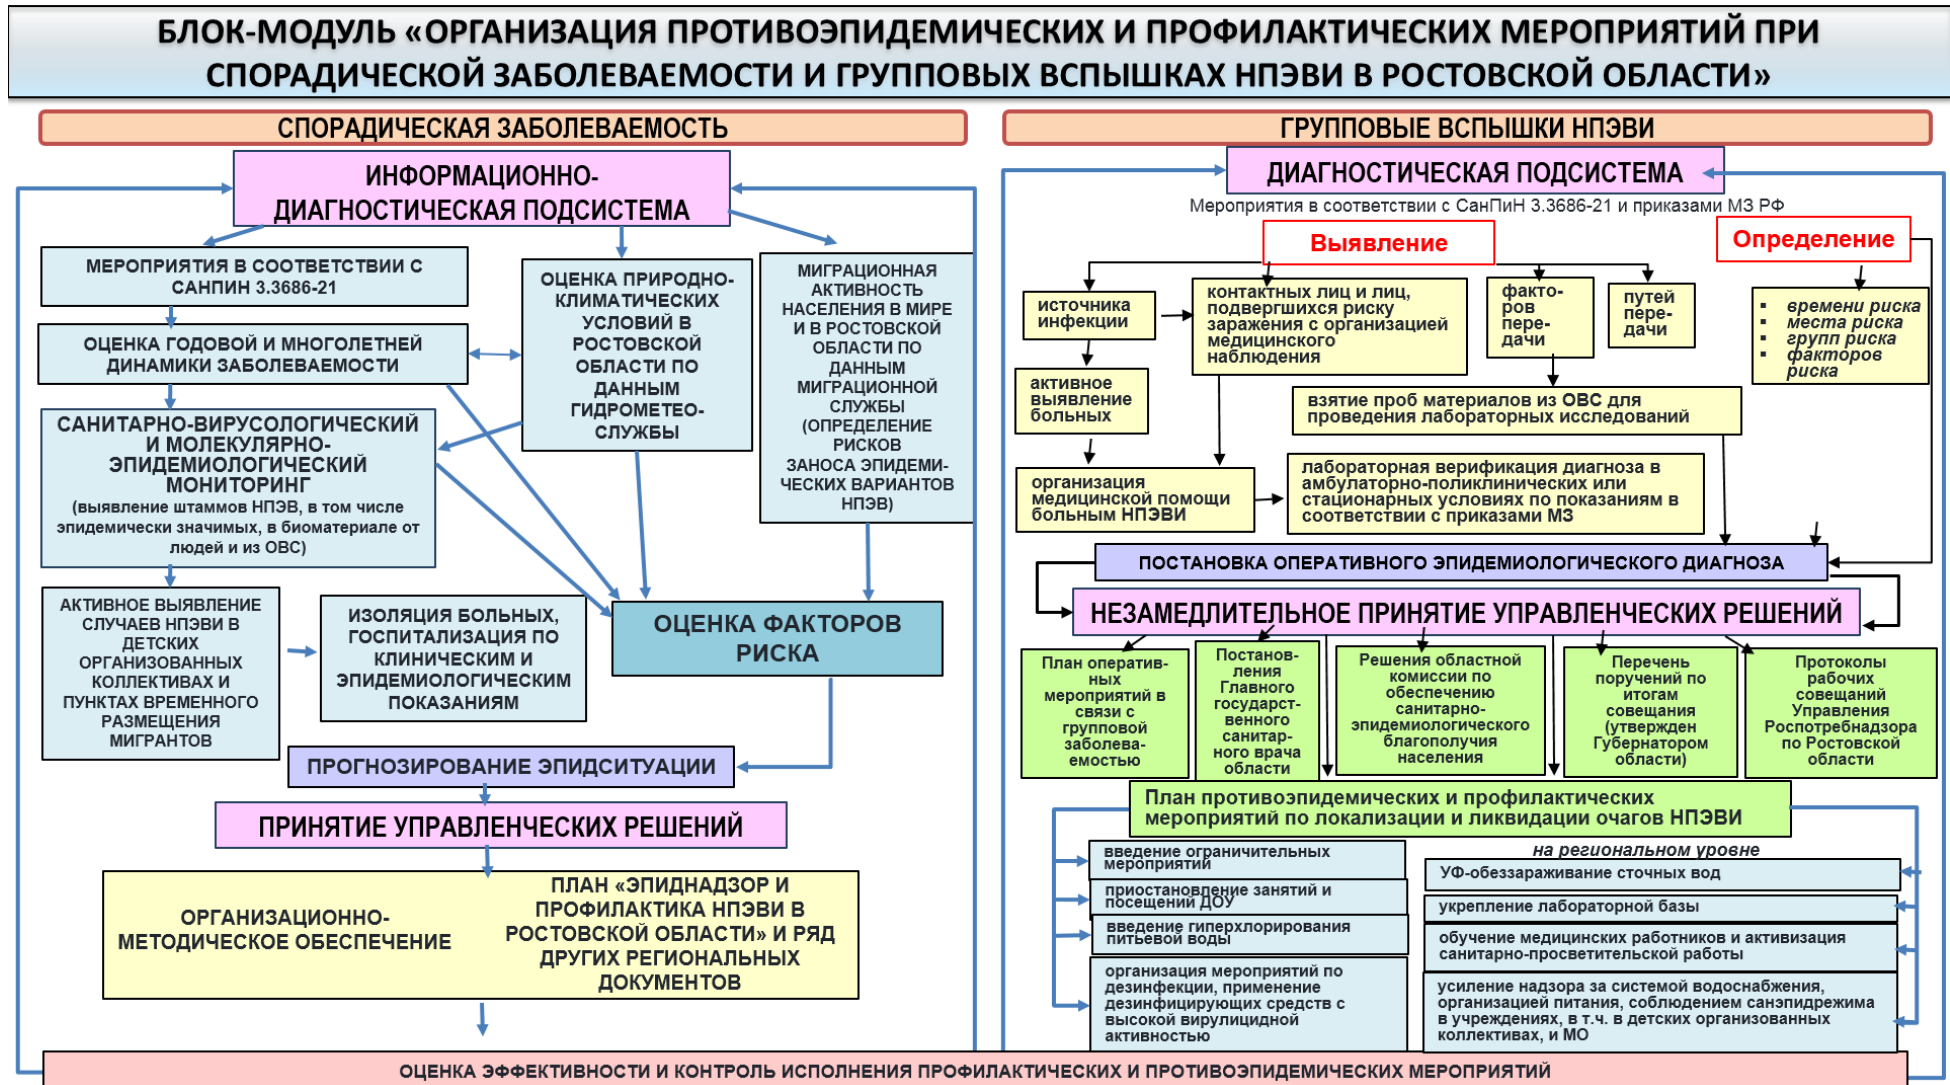 БЛОК-МОДУЛЬ «ОРГАНИЗАЦИЯ ПРОТИВОЭПИДЕМИЧЕСКИХ И ПРОФИЛАКТИЧЕСКИХ МЕРОПРИЯТИЙ ПРИ
СПОРАДИЧЕСКОЙ ЗАБОЛЕВАЕМОСТИ И ГРУППОВЫХ ВСПЫШКАХ НПЭВИ В РОСТОВСКОЙ ОБЛАСТИ»
СПОРАДИЧЕСКАЯ ЗАБОЛЕВАЕМОСТЬ
ИНФОРМАЦИОННО-
ДИАГНОСТИЧЕСКАЯ ПОДСИСТЕМА
МЕРОПРИЯТИЯ В СООТВЕТСТВИИ С
САНПИН 3.3686-21
ОЦЕНКА ГОДОВОЙ И МНОГОЛЕТНЕЙ
ДИНАМИКИ ЗАБОЛЕВАЕМОСТИ
САНИТАРНО-ВИРУСОЛОГИЧЕСКИЙ
И МОЛЕКУЛЯРНО-
ЭПИДЕМИОЛОГИЧЕСКИЙ
МОНИТОРИНГ
(выявление штаммов НПЭВ, в том числе
эпидемически значимых, в биоматериале от
людей и из ОВС)
АКТИВНОЕ ВЫЯВЛЕНИЕ
СЛУЧАЕВ НПЭВИ В
ДЕТСКИХ
ОРГАНИЗОВАННЫХ
КОЛЛЕКТИВАХ И
ПУНКТАХ ВРЕМЕННОГО
РАЗМЕЩЕНИЯ
МИГРАНТОВ
ИЗОЛЯЦИЯ БОЛЬНЫХ,
ГОСПИТАЛИЗАЦИЯ ПО
КЛИНИЧЕСКИМ И
ЭПИДЕМИОЛОГИЧЕСКИМ
ПОКАЗАНИЯМ
ОЦЕНКА ПРИРОДНО-
КЛИМАТИЧЕСКИХ
УСЛОВИЙ В
РОСТОВСКОЙ
ОБЛАСТИ ПО
ДАННЫМ
ГИДРОМЕТЕО-
СЛУЖБЫ
МИГРАЦИОННАЯ
АКТИВНОСТЬ
НАСЕЛЕНИЯ В МИРЕ
И В РОСТОВСКОЙ
ОБЛАСТИ ПО
ДАННЫМ
МИГРАЦИОННОЙ
СЛУЖБЫ
(ОПРЕДЕЛЕНИЕ
РИСКОВ
ЗАНОСА ЭПИДЕМИ-
ЧЕСКИХ ВАРИАНТОВ
НПЭВ)
ОЦЕНКА ФАКТОРОВ
РИСКА
ПРОГНОЗИРОВАНИЕ ЭПИДСИТУАЦИИ
ПРИНЯТИЕ УПРАВЛЕНЧЕСКИХ РЕШЕНИЙ
ОРГАНИЗАЦИОННО-
МЕТОДИЧЕСКОЕ ОБЕСПЕЧЕНИЕ
ПЛАН «ЭПИДНАДЗОР И
ПРОФИЛАКТИКА НПЭВИ В
РОСТОВСКОЙ ОБЛАСТИ» И РЯД
ДРУГИХ РЕГИОНАЛЬНЫХ
ДОКУМЕНТОВ
ГРУППОВЫЕ ВСПЫШКИ НПЭВИ
ДИАГНОСТИЧЕСКАЯ ПОДСИСТЕМА
Мероприятия в соответствии с СанПиН 3.3686-21 и приказами МЗ РФ
Выявление
Определение
источника
инфекции
контактных лиц и лиц,
подвергшихся риску
заражения с организацией
медицинского
наблюдения
факто-
ров
пере-
дачи
путей
пере-
дачи
времени риска
места риска
групп риска
факторов
риска
активное
выявление
больных
взятие проб материалов из ОВС для
проведения лабораторных исследований
организация
медицинской помощи
больным НПЭВИ
лабораторная верификация диагноза в
амбулаторно-поликлинических или
стационарных условиях по показаниям в
соответствии с приказами МЗ
ПОСТАНОВКА ОПЕРАТИВНОГО ЭПИДЕМИОЛОГИЧЕСКОГО ДИАГНОЗА
НЕЗАМЕДЛИТЕЛЬНОЕ ПРИНЯТИЕ УПРАВЛЕНЧЕСКИХ РЕШЕНИЙ
План оператив-
ных
мероприятий в
связи с
групповой
заболева-
емостью
Постанов-
ления
Главного
государст-
венного
санитар-
ного врача
области
Решения областной
комиссии по
обеспечению
санитарно-
эпидемиологического
благополучия
населения
Перечень
поручений по
итогам
совещания
(утвержден
Губернатором
области)
Протоколы
рабочих
совещаний
Управления
Роспотребнадзора
по Ростовской
области
План противоэпидемических и профилактических
мероприятий по локализации и ликвидации очагов НПЭВИ
введение ограничительных
мероприятий
приостановление занятий и
посещений ДОУ
введение гиперхлорирования
питьевой воды
организация мероприятий по
дезинфекции, применение
дезинфицирующих средств с
высокой вирулицидной
активностью
на региональном уровне
УФ-обеззараживание сточных вод
укрепление лабораторной базы
обучение медицинских работников и активизация
санитарно-просветительской работы
усиление надзора за системой водоснабжения,
организацией питания, соблюдением санэпидрежима
в учреждениях, в т.ч. в детских организованных
коллективах, и МО
ОЦЕНКА ЭФФЕКТИВНОСТИ И КОНТРОЛЬ ИСПОЛНЕНИЯ ПРОФИЛАКТИЧЕСКИХ И ПРОТИВОЭПИДЕМИЧЕСКИХ МЕРОПРИЯТИЙ